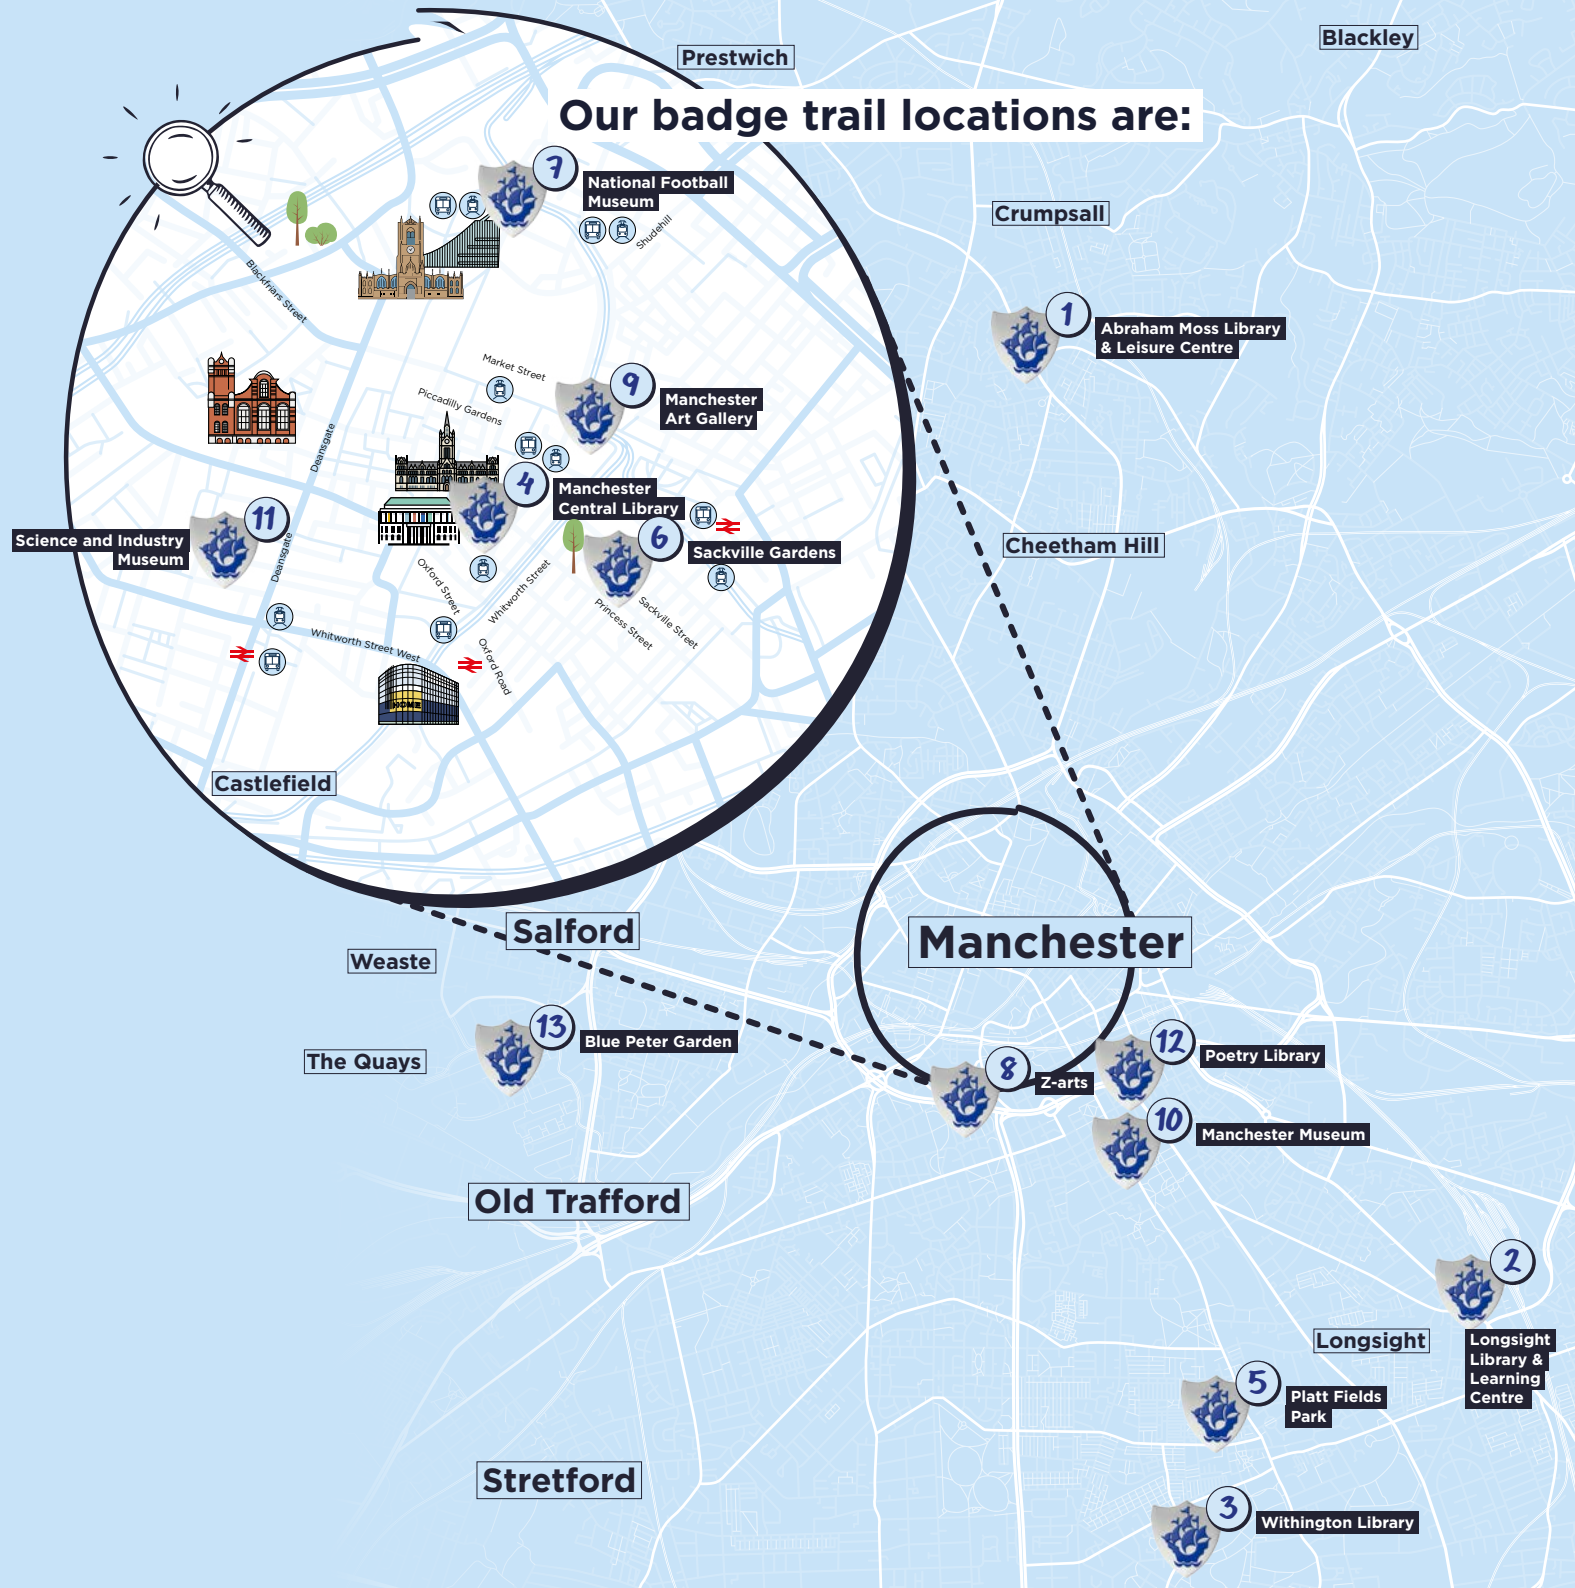 Prestwich
Blackley
Our badge trail locations are:
7
National Football
Museum
Shudehill
Crumpsall
Blackfriars Street
1
Abraham Moss Library
& Leisure Centre
Market Street
Piccadilly Gardens
9
Manchester
Art Gallery
Deansgate
4
Manchester
Central Library
11
Science and Industry
Museum
Deansgate
6
Sackville Gardens
Cheetham Hill
Oxford Street
Whitworth Street
Princess Street
Sackville Street
Whitworth Street West
Oxford Road
HOME
Castlefield
Salford
Manchester
Weaste
13
Blue Peter Garden
The Quays
8
Z-arts
12
Poetry Library
10
Manchester Museum
Old Trafford
2
Longsight
Library &
Learning
Centre
Longsight
5
Platt Fields
Park
Stretford
3
Withington Library